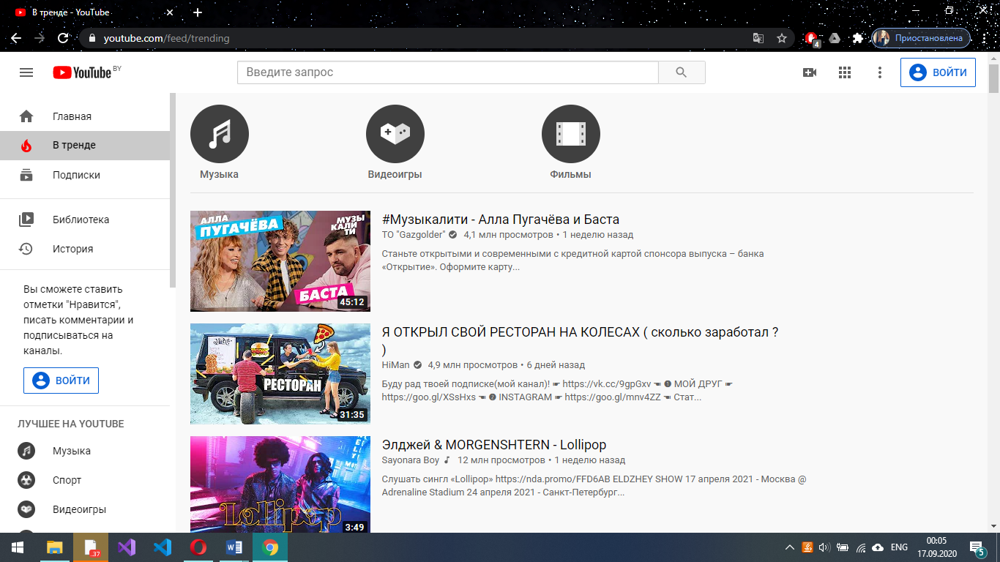 В тренде - YouTube
youtube.com/feed/trending
4
Приостановлена
YouTube BY
Введите запрос
ВОЙТИ
Главная
В тренде
Подписки
Библиотека
История
Вы сможете ставить
отметки "Нравится",
писать комментарии и
подписываться на
каналы.
ВОЙТИ
ЛУЧШЕЕ НА YOUTUBE
Музыка
Спорт
Видеоигры
Музыка
Видеоигры
Фильмы
АЛЛА
ПУГАЧЁВА
МУЗЫ
КАЛИ
ТИ
БАСТА
45:12
#Музыкалити - Алла Пугачёва и Баста
ТО "Gazgolder" 4,1 млн просмотров • 1 неделю назад
Станьте открытыми и современными с кредитной картой спонсора выпуска – банка
«Открытие». Оформите карту...
Menu
РЕСТОРАН
31:35
Я ОТКРЫЛ СВОЙ РЕСТОРАН НА КОЛЕСАХ ( сколько заработал ?
)
HiMan 4,9 млн просмотров • 6 дней назад
Буду рад твоей подписке(мой канал)! ☛ https://vk.cc/9gpGxv ☚ ❶ МОЙ ДРУГ ☛
https://goo.gl/XSsHxs ☚ ❷ INSTAGRAM ☛ https://goo.gl/mnv4ZZ ☚ Стат...
Lollipop
3:49
Элджей & MORGENSHTERN - Lollipop
Sayonara Boy 12 млн просмотров • 1 неделю назад
Слушать сингл «Lollipop» https://nda.promo/FFD6AB ELDZHEY SHOW 17 апреля 2021 - Москва @
Adrenaline Stadium 24 апреля 2021 - Санкт-Петербург...
.37
ENG
00:05
17.09.2020
5